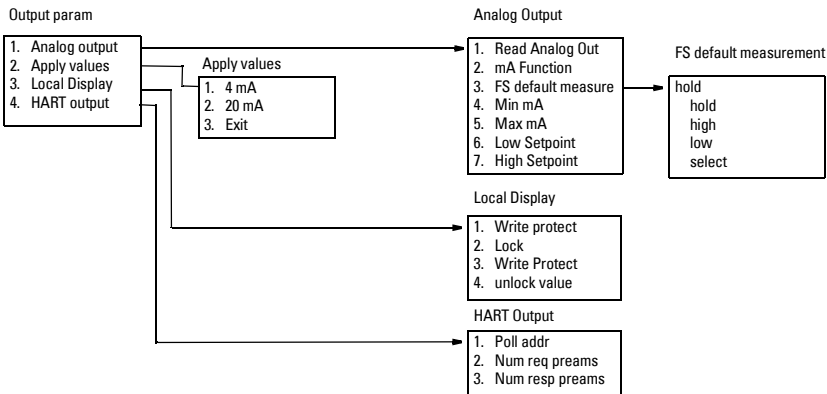 Output param
1. Analog output
2. Apply values
3. Local Display
4. HART output
Apply values
1. 4 mA
2. 20 mA
3. Exit
Analog Output
1. Read Analog Out
2. mA Function
3. FS default measure
4. Min mA
5. Max mA
6. Low Setpoint
7. High Setpoint
FS default measurement
hold
hold
high
low
select
Local Display
1. Write protect
2. Lock
3. Write Protect
4. unlock value
HART Output
1. Poll addr
2. Num req preams
3. Num resp preams